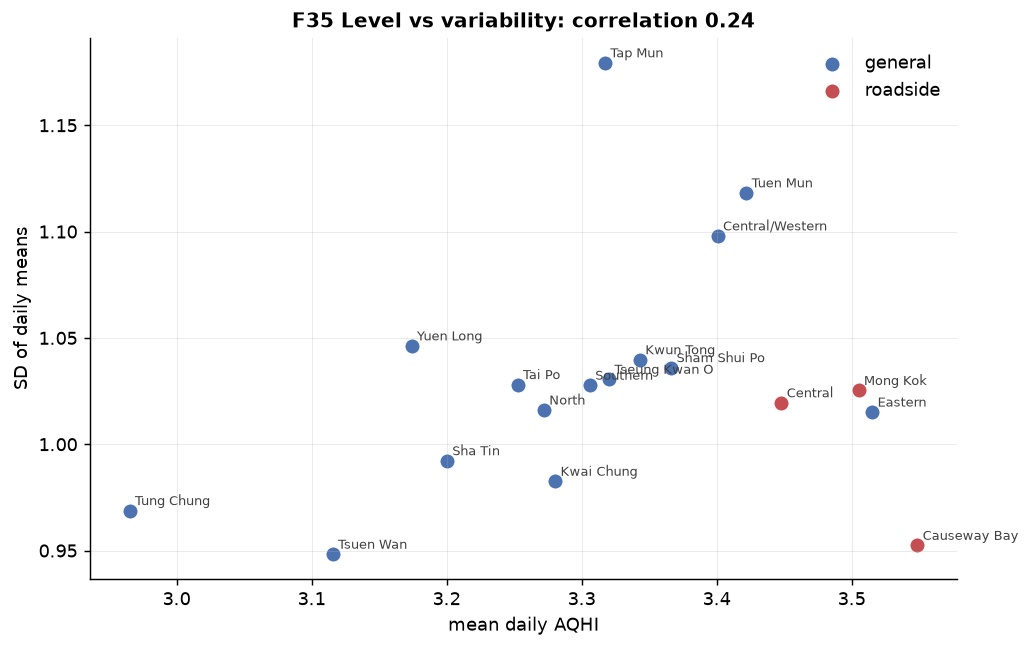 F35 Level vs variability: correlation 0.24
Tap Mun
general
roadside
1.15
Tuen Mun
Central/Western
1.10
Yuen Long
1.05
Kwun Tong
Sham Shui Po
Tseung Kwan O
Southern
Tai Po
Mong Kok
Central
North
Eastern
1.00
Sha Tin
Kwai Chung
Tung Chung
Causeway Bay
Tsuen Wan
0.95
SD of daily means
3.0 3.1 3.2 3.3 3.4 3.5
mean daily AQHI